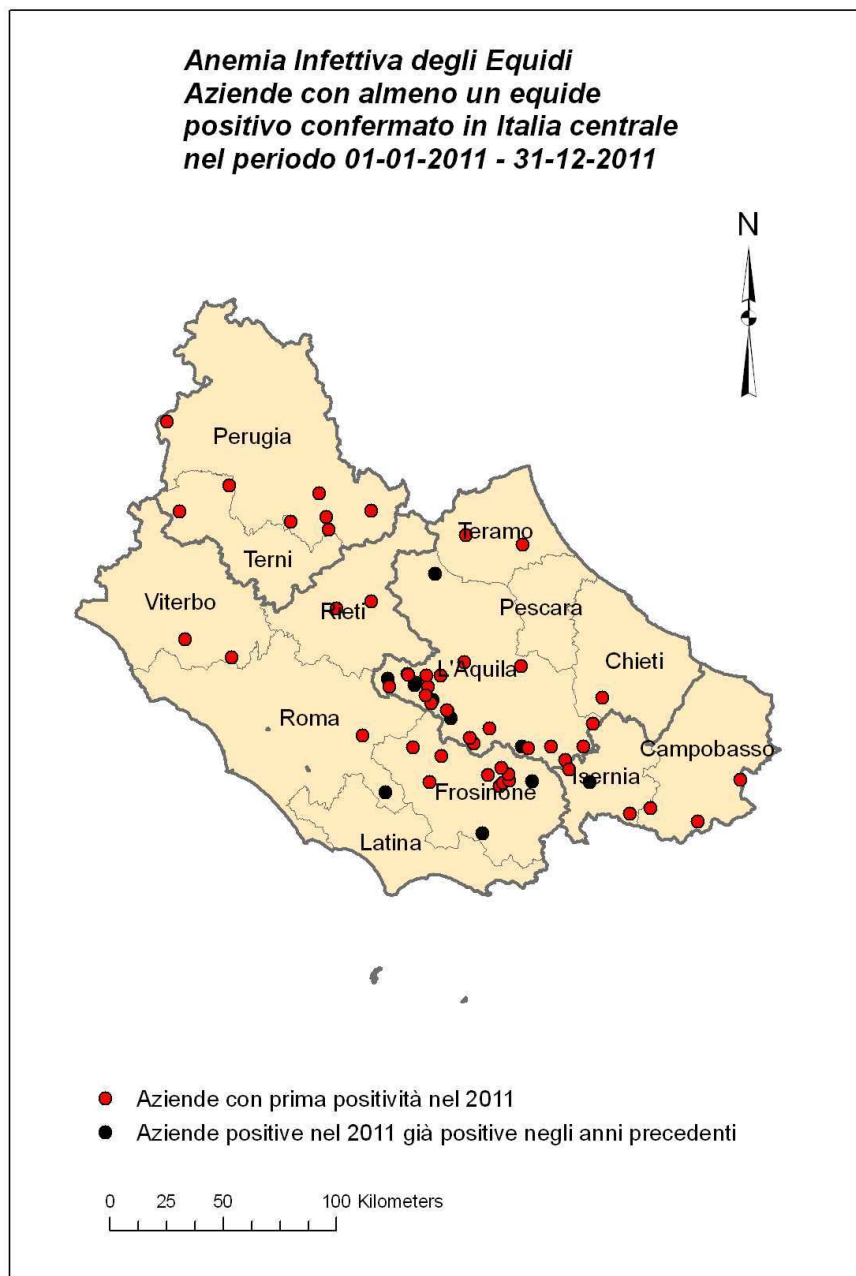 Anemia Infettiva degli Equidi
Aziende con almeno un equide
positivo confermato in Italia centrale
nel periodo 01-01-2011 - 31-12-2011
N
Perugia
Teramo
Terni
Viterbo
Rieti
Pescara
L'Aquila
Chieti
Roma
Campobasso
Isernia
Frosinone
Latina
Aziende con prima positività nel 2011
Aziende positive nel 2011 già positive negli anni precedenti
0 25 50 100 Kilometers